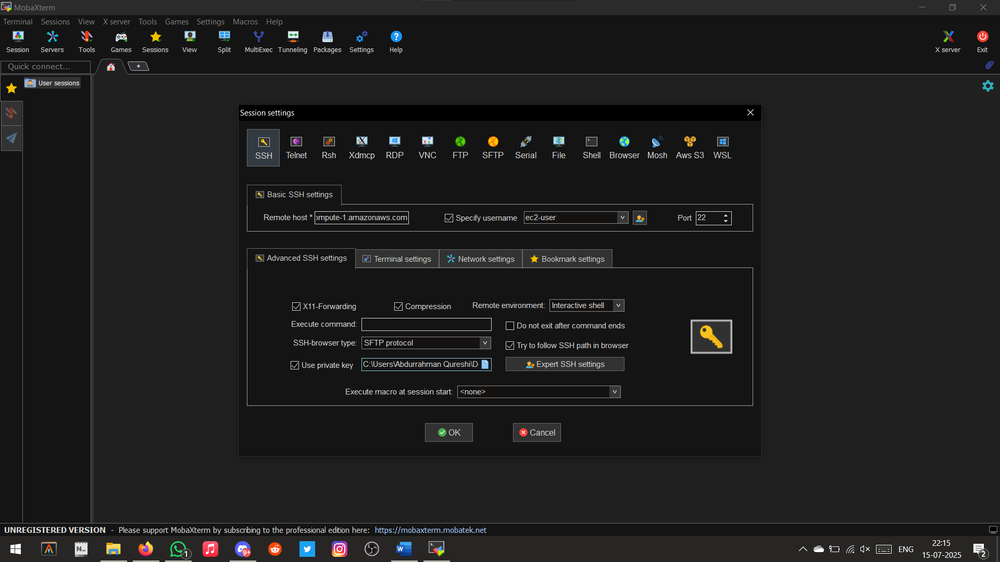 MobaXterm
Terminal Sessions View X server Tools Games Settings Macros Help
Session Servers Tools Games Sessions View Split MultiExec Tunneling Packages Settings Help X server Exit
Quick connect... +
User sessions
Session settings
SSH Telnet Rsh Xdmcp RDP VNC FTP SFTP Serial File Shell Browser Mosh Aws S3 WSL
Basic SSH settings
Remote host * ompute-1.amazonaws.com Specify username ec2-user Port 22
Advanced SSH settings Terminal settings Network settings Bookmark settings
X11-Forwarding Compression Remote environment: Interactive shell
Execute command: Do not exit after command ends
SSH-browser type: SFTP protocol Try to follow SSH path in browser
Use private key C:\Users\Abdurrahman Qureshi\D Expert SSH settings
Execute macro at session start: <none>
OK Cancel
UNREGISTERED VERSION - Please support MobaXterm by subscribing to the professional edition here: https://mobaxterm.mobatek.net
N 1 9+ W ENG 22:15
15-07-2025 2